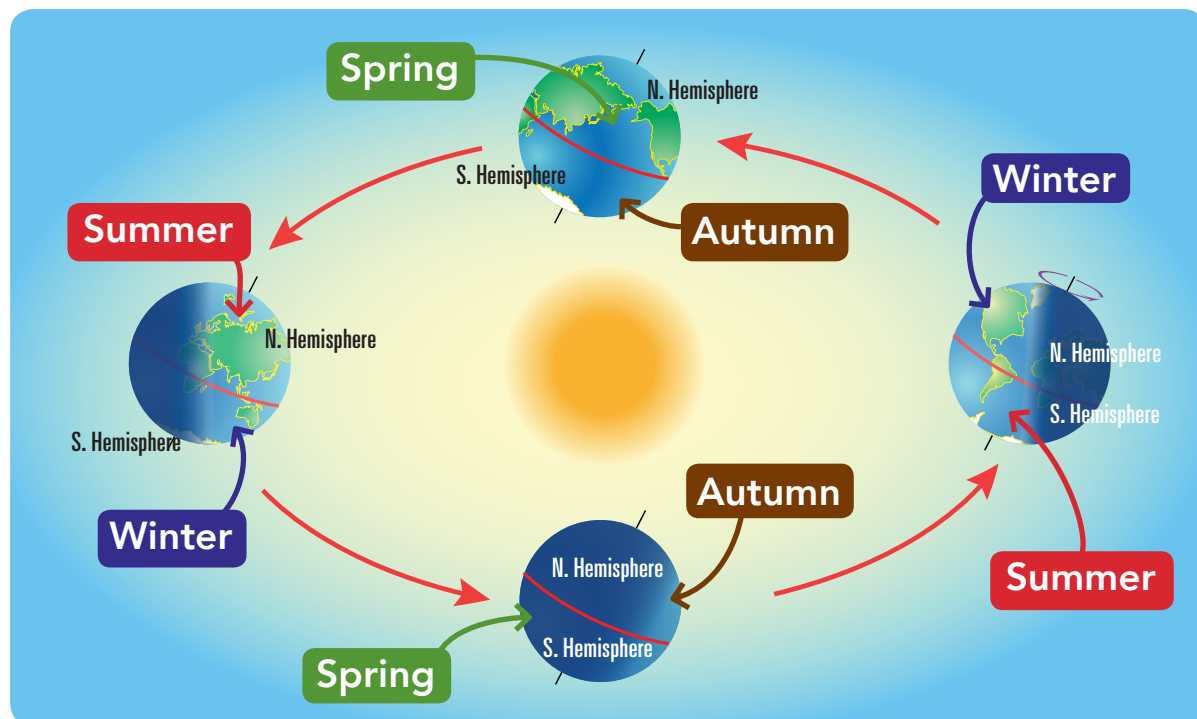 Spring
N. Hemisphere
S. Hemisphere
Autumn
Winter
Summer
N. Hemisphere
S. Hemisphere
Winter
N. Hemisphere
S. Hemisphere
Summer
Autumn
N. Hemisphere
S. Hemisphere
Spring